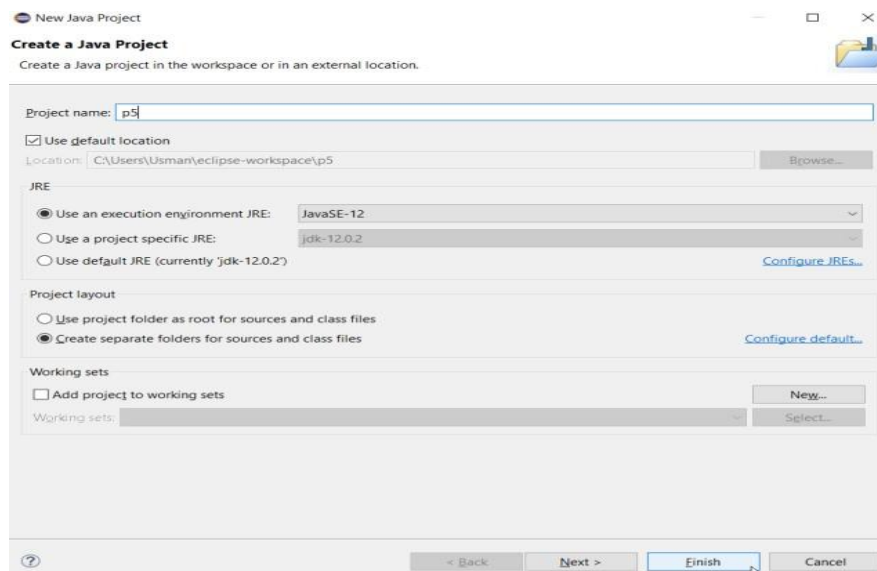 New Java Project
Create a Java Project
Create a Java project in the workspace or in an external location.
Project name: p5
Use default location
Location: C:\Users\Usman\eclipse-workspace\p5 Browse...
JRE
Use an execution environment JRE: JavaSE-12
Use a project specific JRE: jdk-12.0.2
Use default JRE (currently 'jdk-12.0.2') Configure JREs...
Project layout
Use project folder as root for sources and class files
Create separate folders for sources and class files Configure default...
Working sets
Add project to working sets New...
Working sets: Select...
? < Back Next > Finish Cancel